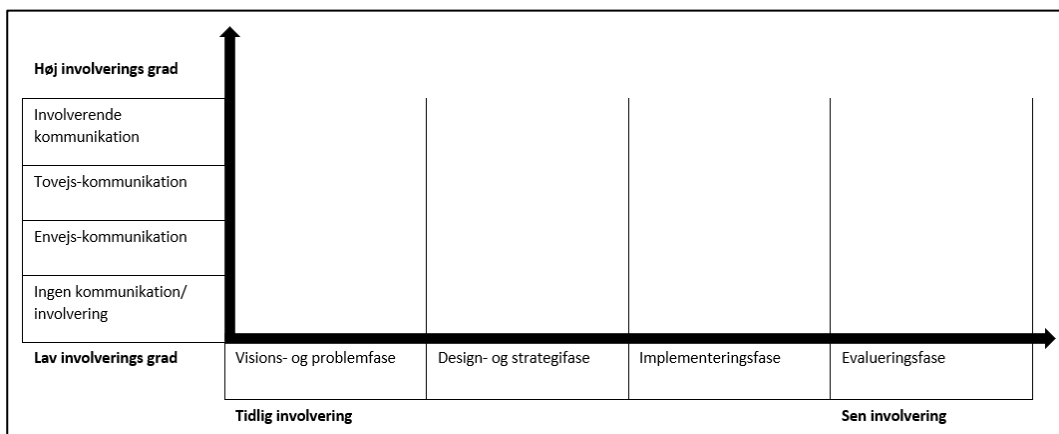 Høj involverings grad
Involverende
kommunikation
Tovejs-kommunikation
Envejs-kommunikation
Ingen kommunikation/
involvering
Lav involverings grad
Visions- og problemfase
Design- og strategifase
Implementeringsfase
Evalueringsfase
Tidlig involvering
Sen involvering